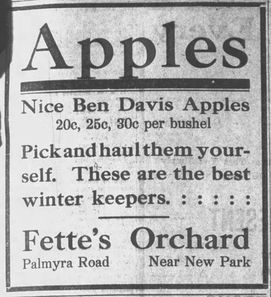 Apples
Nice Ben Davis Apples
20c, 25c, 30c per bushel
Pick and haul them your-
self. These are the best
winter keepers. : : : : :
Fette's Orchard
Palmyra Road Near New Park